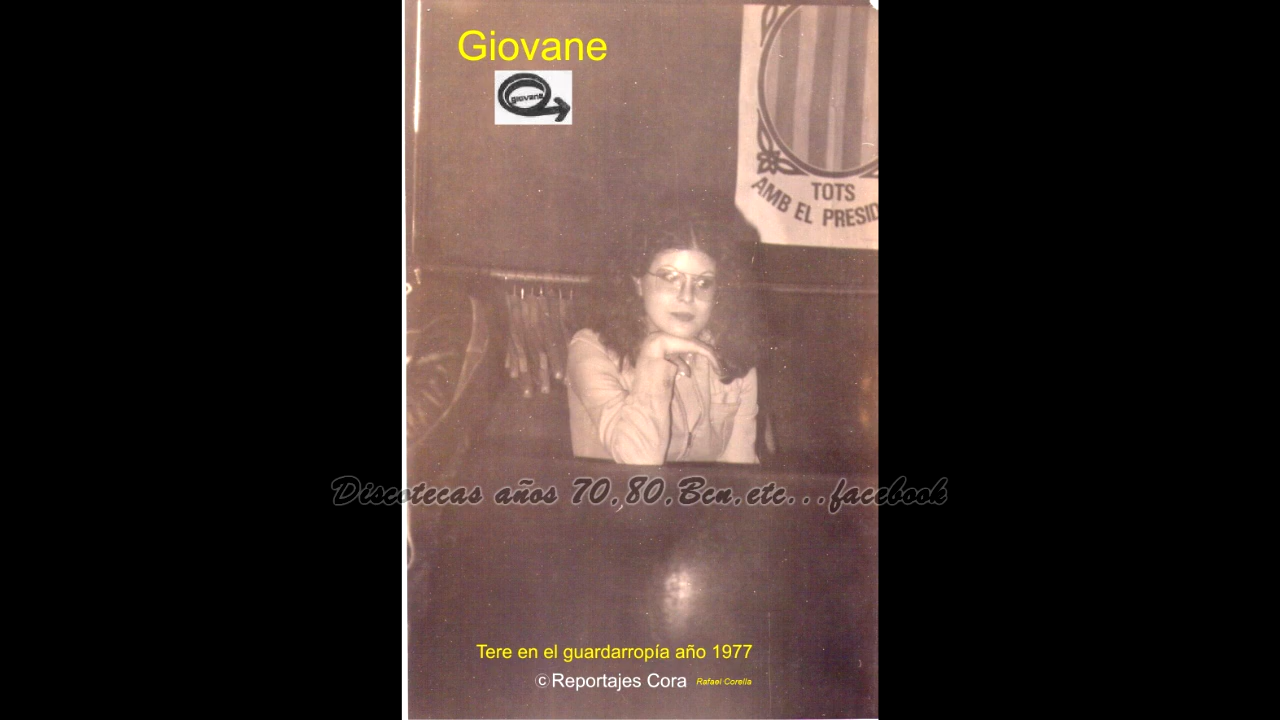 Giovane
giovane
TOTS
AMB EL PRESID
Discotecas años 70,80,Bcn,etc...facebook
Tere en el guardarropía año 1977
©Reportajes Cora Rafael Corella